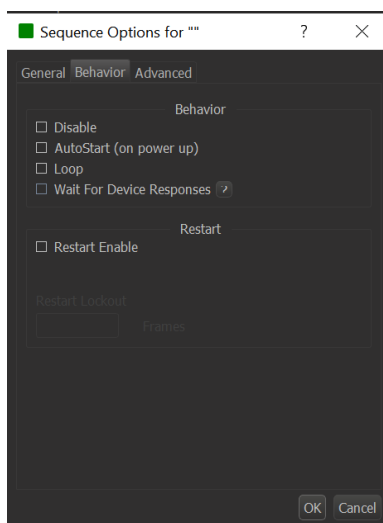 Sequence Options for "" ?
General Behavior Advanced
Behavior
Disable
AutoStart (on power up)
Loop
Wait For Device Responses ?
Restart
Restart Enable
Restart Lockout
Frames
OK Cancel